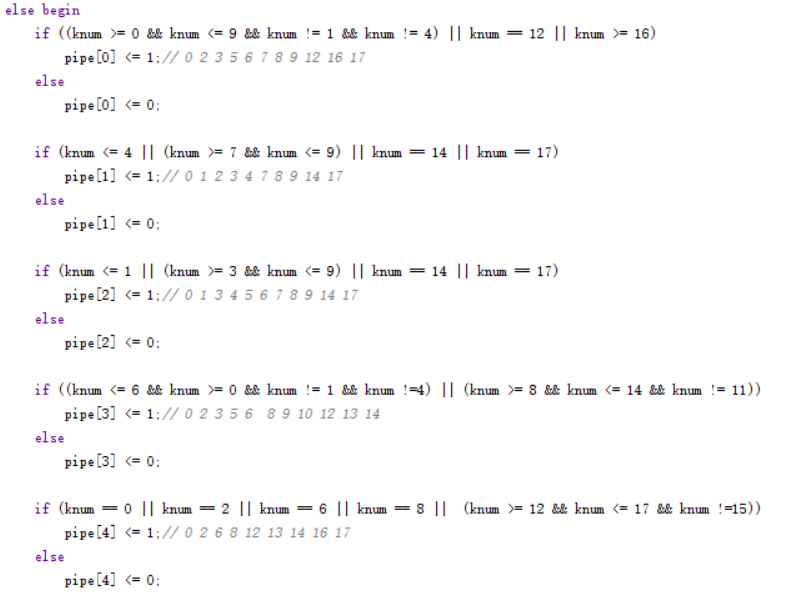 else begin
if ((knum >= 0 && knum <= 9 && knum != 1 && knum != 4) || knum == 12 || knum >= 16)
pipe[0] <= 1;// 0 2 3 5 6 7 8 9 12 16 17
else
pipe[0] <= 0;
if (knum <= 4 || (knum >= 7 && knum <= 9) || knum == 14 || knum == 17)
pipe[1] <= 1;// 0 1 2 3 4 7 8 9 14 17
else
pipe[1] <= 0;
if (knum <= 1 || (knum >= 3 && knum <= 9) || knum == 14 || knum == 17)
pipe[2] <= 1;// 0 1 3 4 5 6 7 8 9 14 17
else
pipe[2] <= 0;
if ((knum <= 6 && knum >= 0 && knum != 1 && knum !=4) || (knum >= 8 && knum <= 14 && knum != 11))
pipe[3] <= 1;// 0 2 3 5 6  8 9 10 12 13 14
else
pipe[3] <= 0;
if (knum == 0 || knum == 2 || knum == 6 || knum == 8 ||  (knum >= 12 && knum <= 17 && knum !=15))
pipe[4] <= 1;// 0 2 6 8 12 13 14 16 17
else
pipe[4] <= 0;